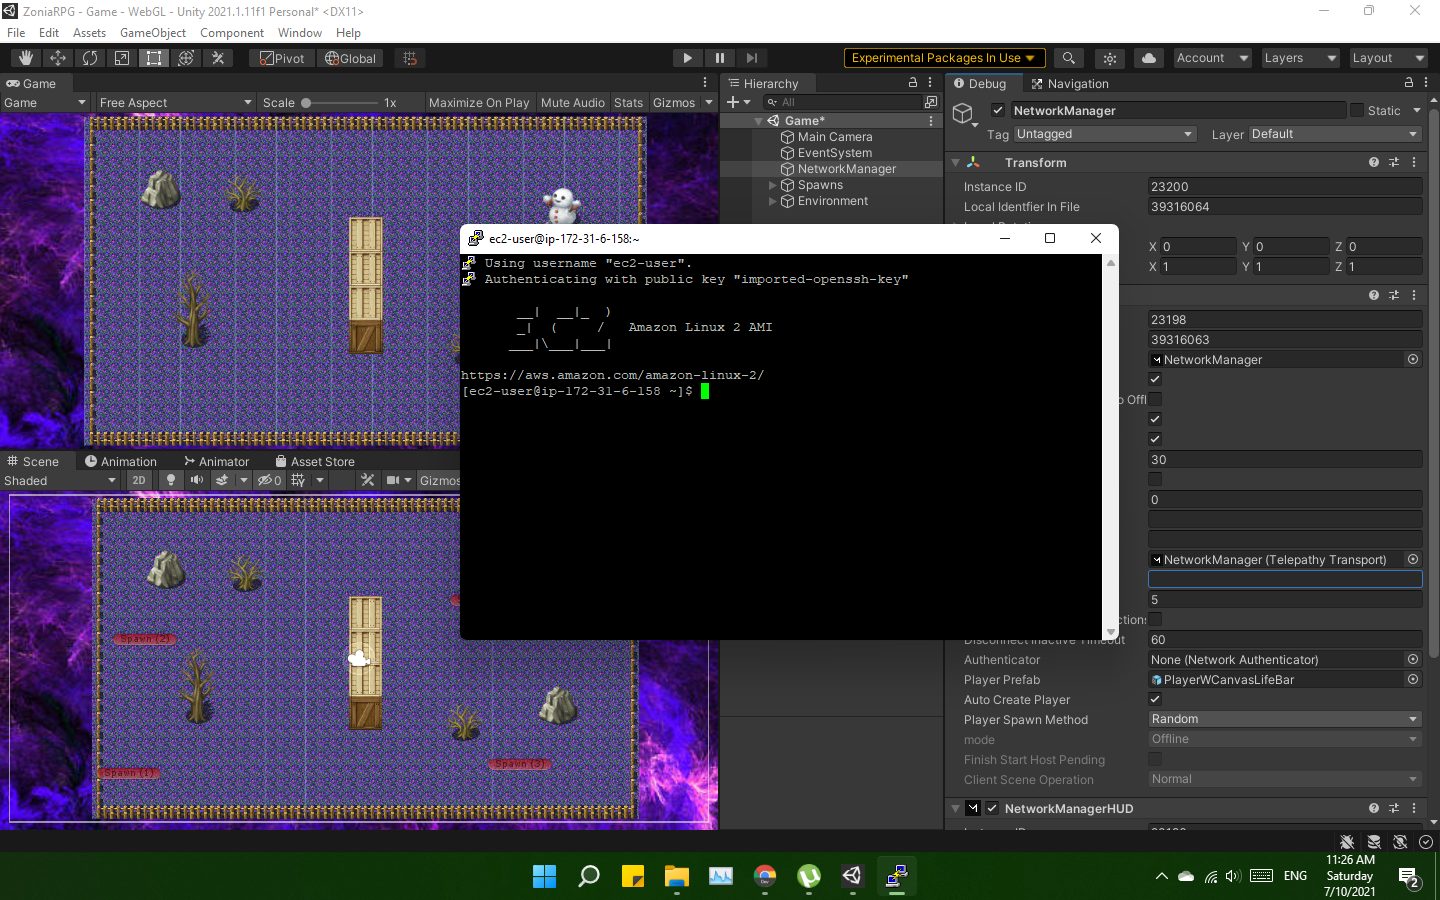 ZoniaRPG - Game - WebGL - Unity 2021.1.11f1 Personal* <DX11>
File Edit Assets GameObject Component Window Help
Pivot Global Experimental Packages In Use Account Layers Layout
Game Hierarchy Debug Navigation
Game Free Aspect Scale 1x Maximize On Play Mute Audio Stats Gizmos All
NetworkManager Static
Game*
Main Camera
Tag Untagged Layer Default
EventSystem
NetworkManager
Transform
Spawns
Instance ID 23200
Environment
Local Identfier In File 39316064
ec2-user@ip-172-31-6-158:~
X 0 Y 0 Z 0
X 1 Y 1 Z 1
Using username "ec2-user".
Authenticating with public key "imported-openssh-key"
__| __|_ )
_| ( / Amazon Linux 2 AMI
___|\___|___|
https://aws.amazon.com/amazon-linux-2/
[ec2-user@ip-172-31-6-158 ~]$
23198
39316063
NetworkManager
30
0
NetworkManager (Telepathy Transport)
5
Scene Animation Animator Asset Store
Shaded 2D 0 Gizmos
Spawn (2)
Spawn (1)
Spawn (3)
Disconnect Inactive Timeout 60
Authenticator None (Network Authenticator)
Player Prefab PlayerWCanvasLifeBar
Auto Create Player
Player Spawn Method Random
mode Offline
Finish Start Host Pending
Client Scene Operation Normal
NetworkManagerHUD
ENG
11:26 AM
Saturday
7/10/2021
2